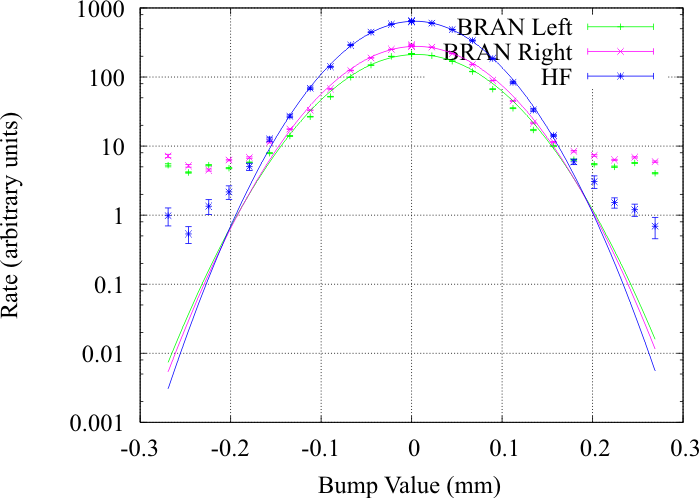 1000
100
10
1
0.1
0.01
0.001
Rate (arbitrary units)
BRAN Left
BRAN Right
HF
-0.3
-0.2
-0.1
0
0.1
0.2
0.3
Bump Value (mm)